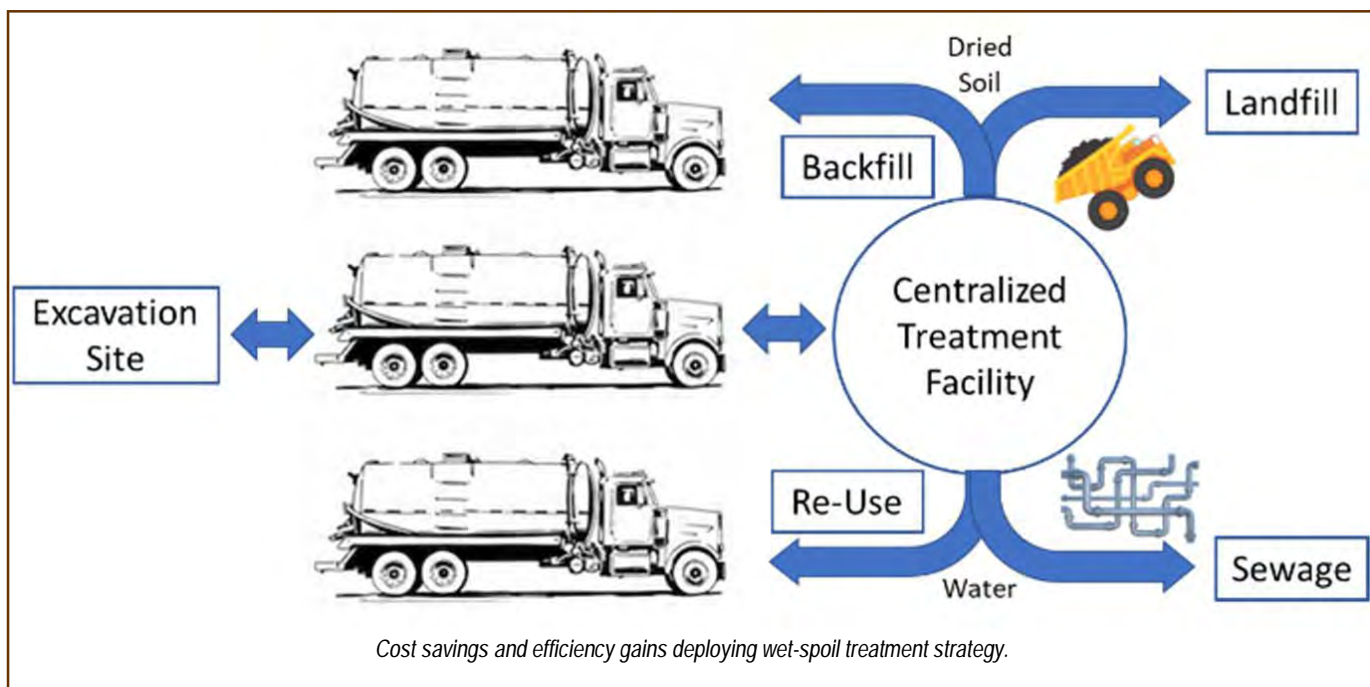 Dried
Soil
Landfill
Backfill
Excavation
Site
Centralized
Treatment
Facility
Re-Use
Water
Sewage
Cost savings and efficiency gains deploying wet-spoil treatment strategy.